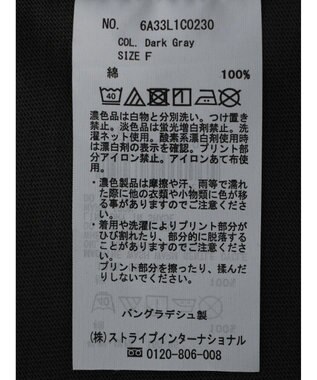 NO. 6A33L1C0230
COL. Dark Gray
SIZE F
綿 100%
40
濃色品は白物と分別洗い。つけ置き
禁止。淡色品は蛍光増白剤禁止。洗
濯ネット使用。酸素系漂白剤使用時
は漂白剤の表示を確認。プリント部
分アイロン禁止。アイロンあて布使
用。
・濃色製品は摩擦や汗、雨等で濡れ
た際に他の衣類や小物類に色が移
る事がありますのでご注意くださ
い。
・着用や洗濯によりプリント部分が
ひび割れたり、部分的に脱落する
ことがありますのでご注意くださ
い。
プリント部分を擦ったり、揉んだ
りしないでください。
バングラデシュ製
(株)ストライプインターナショナル
0120-806-008